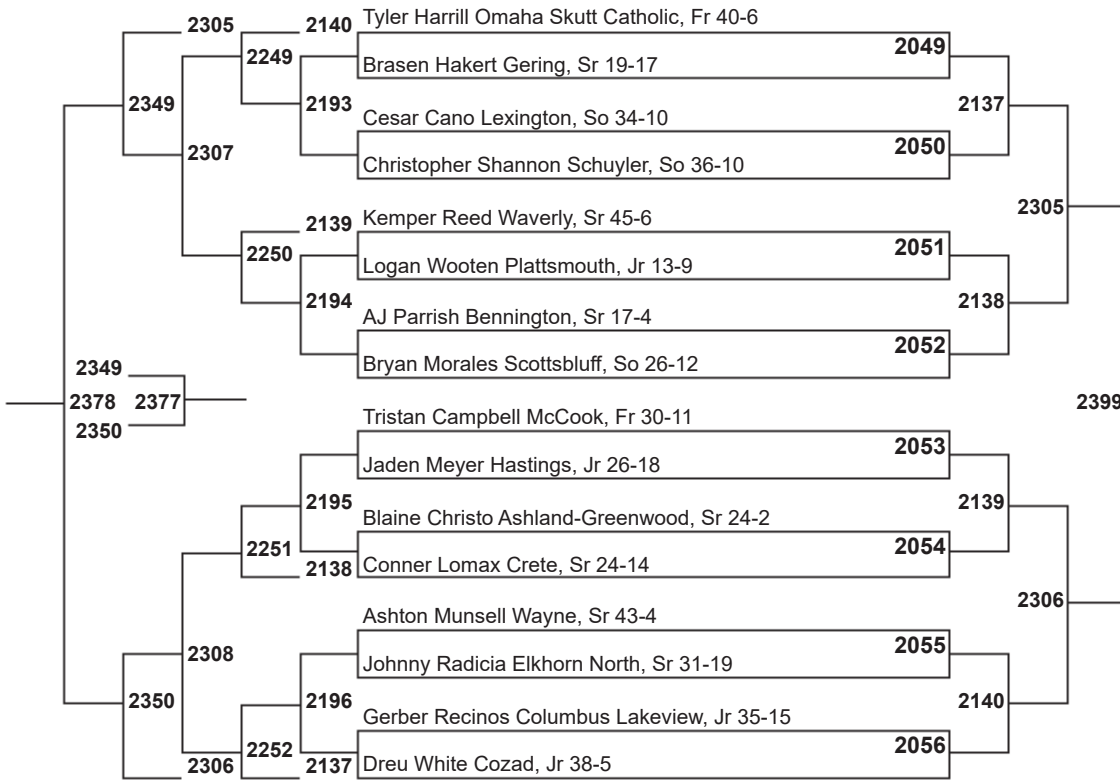 2305
2140
Tyler Harrill Omaha Skutt Catholic, Fr 40-6
2049
2249
Brasen Hakert Gering, Sr 19-17
2349
2193
Cesar Cano Lexington, So 34-10
2137
2307
Christopher Shannon Schuyler, So 36-10
2050
2139
Kemper Reed Waverly, Sr 45-6
2305
2250
Logan Wooten Plattsmouth, Jr 13-9
2051
2194
AJ Parrish Bennington, Sr 17-4
2138
2052
Bryan Morales Scottsbluff, So 26-12
2349
2378
2377
2350
2399
Tristan Campbell McCook, Fr 30-11
2053
Jaden Meyer Hastings, Jr 26-18
2195
Blaine Christo Ashland-Greenwood, Sr 24-2
2139
2251
2054
2138
Conner Lomax Crete, Sr 24-14
Ashton Munsell Wayne, Sr 43-4
2306
2308
Johnny Radicia Elkhorn North, Sr 31-19
2055
2350
2196
Gerber Recinos Columbus Lakeview, Jr 35-15
2140
2252
2056
2306
2137
Dreu White Cozad, Jr 38-5